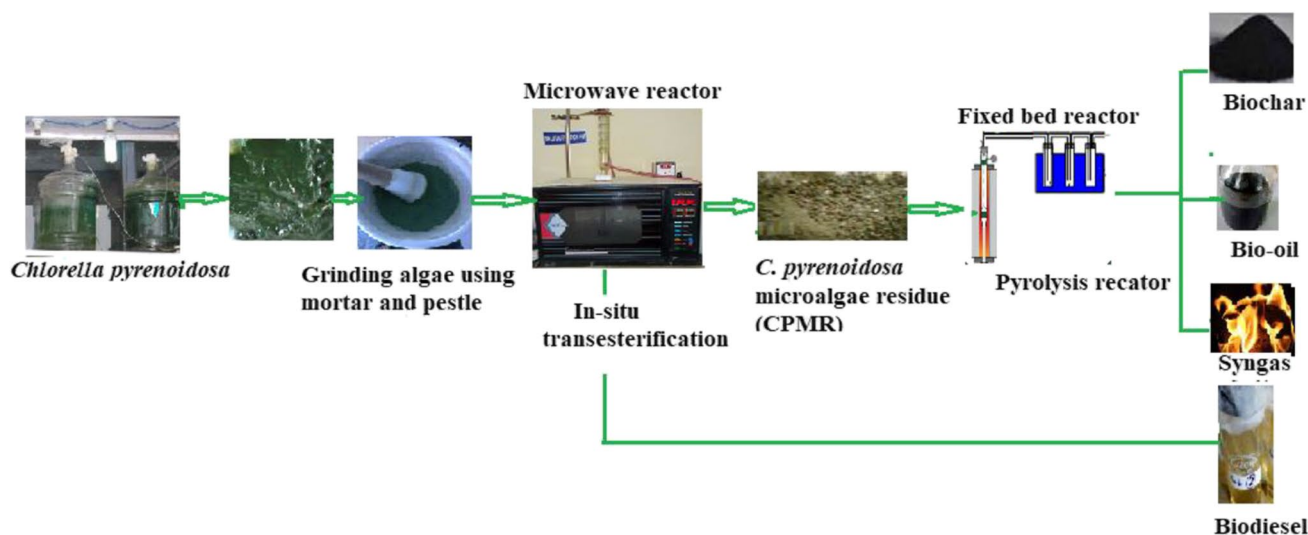 Chlorella pyrenoidosa
Grinding algae using
mortar and pestle
Microwave reactor
In-situ
transesterification
C. pyrenoidosa
microalgae residue
(CPMR)
Fixed bed reactor
Pyrolysis recator
Biochar
Bio-oil
Syngas
Biodiesel